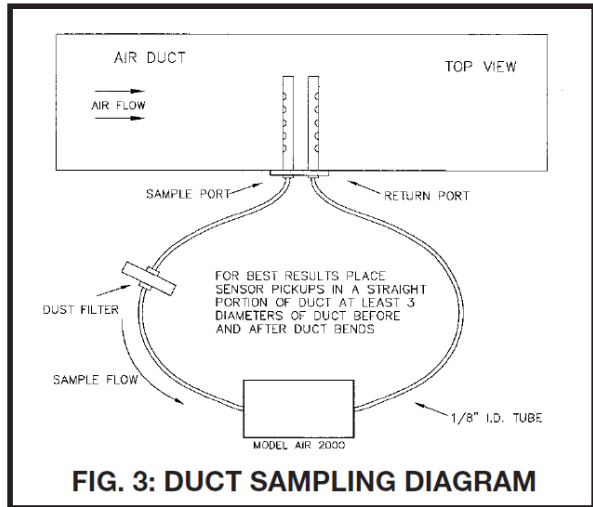 AIR DUCT
TOP VIEW
AIR FLOW
SAMPLE PORT
RETURN PORT
FOR BEST RESULTS PLACE
SENSOR PICKUPS IN A STRAIGHT
PORTION OF DUCT AT LEAST 3
DIAMETERS OF DUCT BEFORE
AND AFTER DUCT BENDS
DUST FILTER
SAMPLE FLOW
1/8" I.D. TUBE
MODEL AIR 2000
FIG. 3: DUCT SAMPLING DIAGRAM